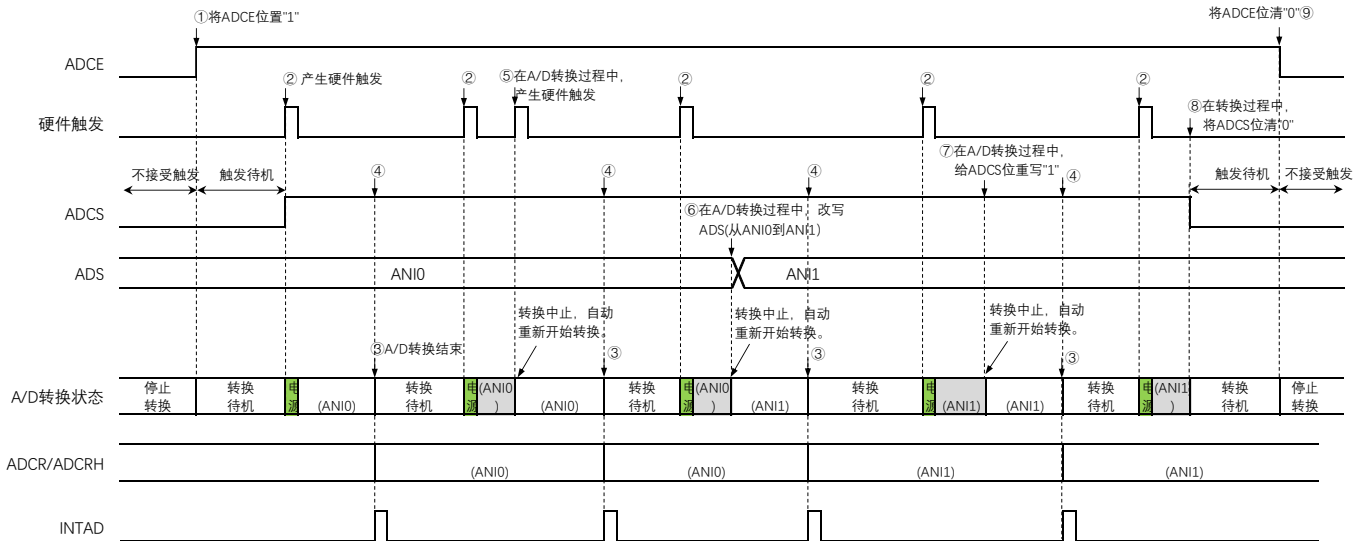 ①将ADCE位置"1"
将ADCE位清"0"⑨
ADCE
② 产生硬件触发
②
⑤在A/D转换过程中，
产生硬件触发
②
②
②
⑧在转换过程中，
将ADCS位清"0"
硬件触发
不接受触发
触发待机
④
④
④
⑦在A/D转换过程中，
给ADCS位重写"1"
④
触发待机
不接受触发
ADCS
⑥在A/D转换过程中，改写
ADS(从ANI0到ANI1）
ADS
ANI0
ANI1
转换中止，自动
重新开始转换。
转换中止，自动
重新开始转换。
转换中止，自动
重新开始转换。
③A/D转换结束
③
③
③
A/D转换状态
停止
转换
转换
待机
电
源
(ANI0)
转换
待机
电
源
(ANI0
)
(ANI0)
转换
待机
电
源
(ANI0
)
(ANI1)
转换
待机
电
源
(ANI1)
(ANI1)
转换
待机
电
源
(ANI1
)
转换
待机
停止
转换
ADCR/ADCRH
(ANI0)
(ANI0)
(ANI1)
(ANI1)
INTAD